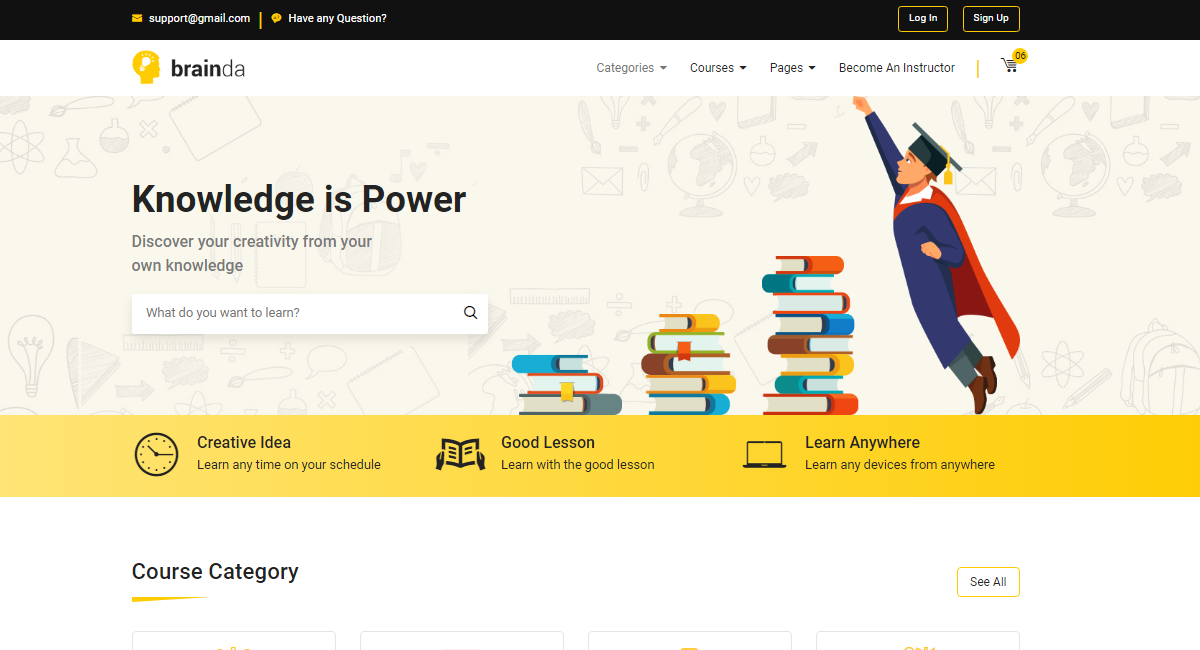 support@gmail.com
Have any Question?
Log In
Sign Up
brainda
Categories
Courses
Pages
Become An Instructor
06
Knowledge is Power
Discover your creativity from your
own knowledge
What do you want to learn?
Creative Idea
Learn any time on your schedule
Good Lesson
Learn with the good lesson
Learn Anywhere
Learn any devices from anywhere
Course Category
See All